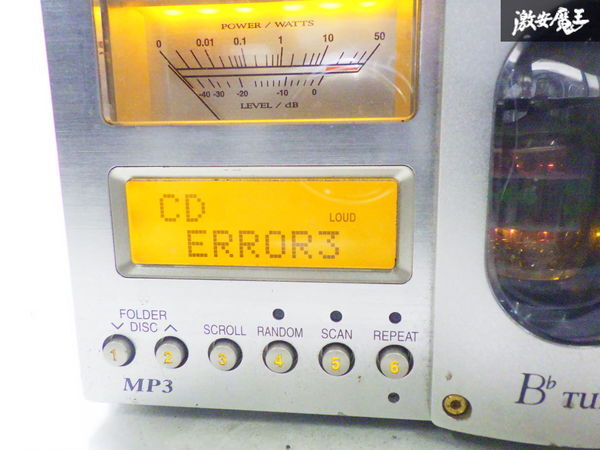 激安魔王
POWER / WATTS
0 0.01 0.1 1 10 50
-40 -30 -20 -10 0
LEVEL / dB
CD LOUD
ERROR3
FOLDER
DISC SCROLL RANDOM SCAN REPEAT
1 2 3 4 5 6
MP3
B♭ TU